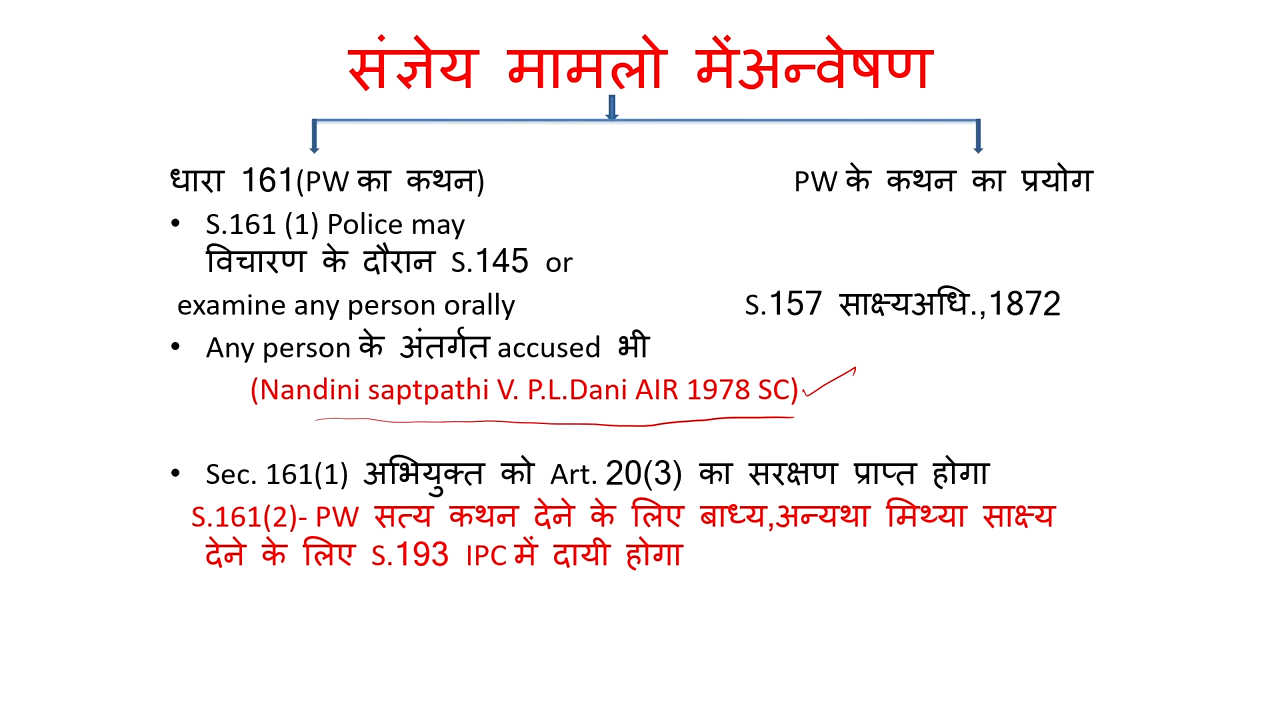 संज्ञेय मामलो मेंअन्वेषण
धारा 161(PW का कथन) PW के कथन का प्रयोग
• S.161 (1) Police may
विचारण के दौरान S.145 or
examine any person orally S.157 साक्ष्यअधि.,1872
• Any person के अंतर्गत accused भी
(Nandini saptpathi V. P.L.Dani AIR 1978 SC)
• Sec. 161(1) अभियुक्त को Art. 20(3) का सरक्षण प्राप्त होगा
S.161(2)- PW सत्य कथन देने के लिए बाध्य,अन्यथा मिथ्या साक्ष्य
देने के लिए S.193 IPC में दायी होगा